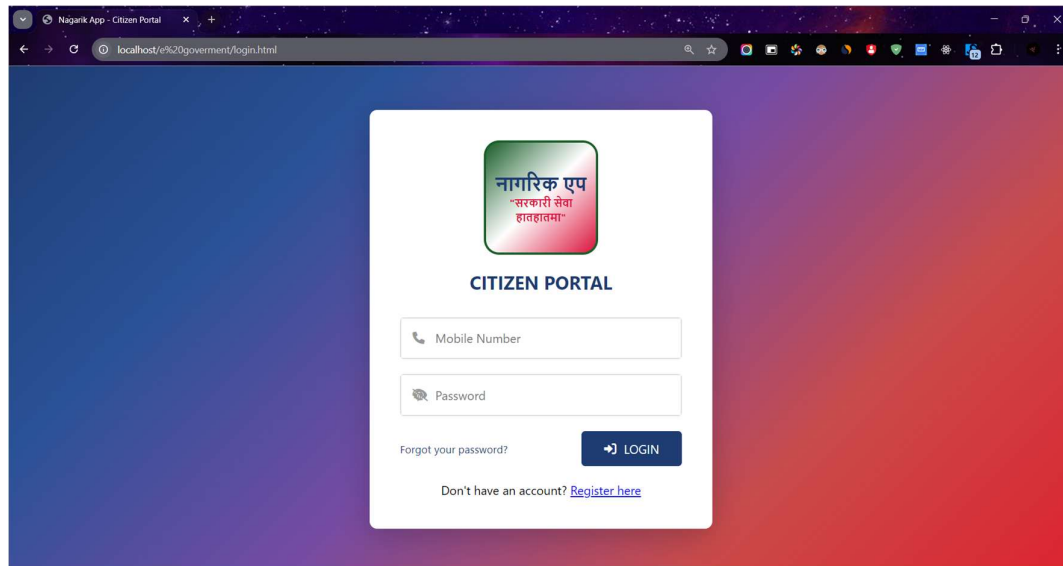 Nagarik App - Citizen Portal
localhost/e%20goverment/login.html
12
नागरिक एप
"सरकारी सेवा
हातहातमा"
CITIZEN PORTAL
Mobile Number
Password
Forgot your password?
LOGIN
Don't have an account? Register here